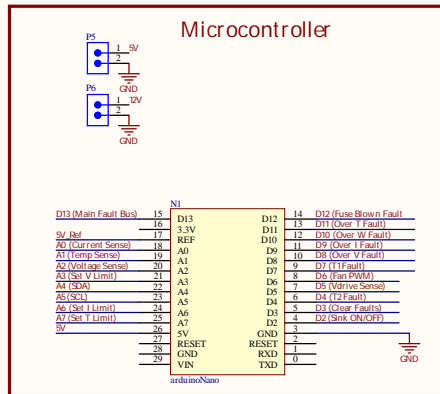 Microcontroller
P5
1 5V
2
GND
P6
1 12V
2
GND
N1
D13 (Main Fault Bus) 15 D13 D12 14 D12 (Fuse Blown Fault
16 3.3V D11 13 D11 (Over T Fault)
5V_Ref 17 REF D10 12 D10 (Over W Fault)
A0 (Current Sense) 18 A0 D9 11 D9 (Over I Fault)
A1 (Temp Sense) 19 A1 D8 10 D8 (Over V Fault)
A2 (Voltage Sense) 20 A2 D7 9 D7 (T1 Fault)
A3 (Set V Limit) 21 A3 D6 8 D6 (Fan PWM)
A4 (SDA) 22 A4 D5 7 D5 (Vdrive Sense)
A5 (SCL) 23 A5 D4 6 D4 (T2 Fault)
A6 (Set I Limit) 24 A6 D3 5 D3 (Clear Faults)
A7 (Set T Limit) 25 A7 D2 4 D2 (Sink ON/OFF)
5V 26 5V GND 3
27 RESET RESET 2
28 GND RXD 1 GND
29 VIN TXD 0
arduinoNano